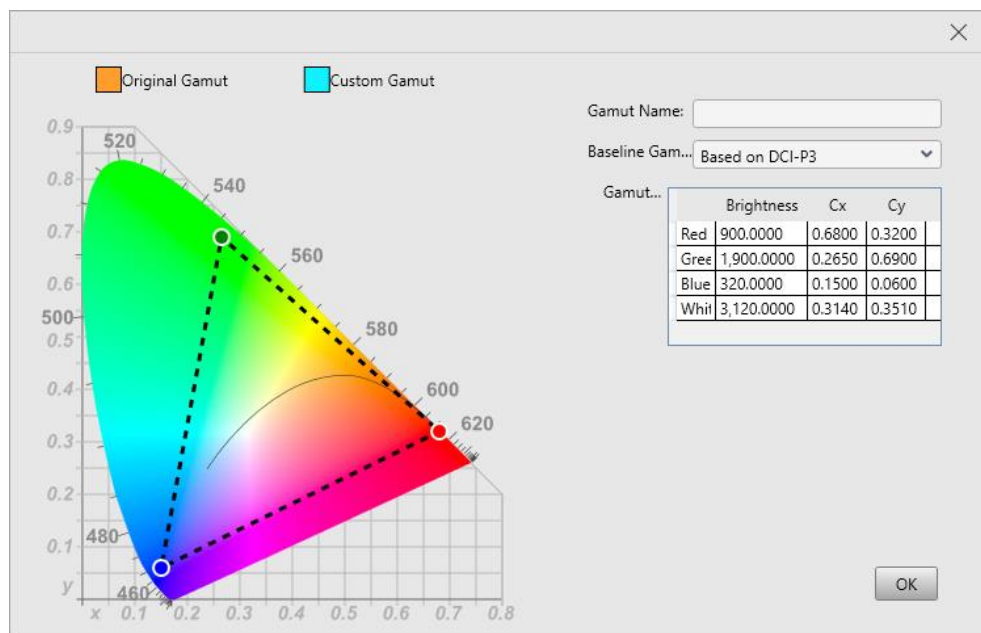 Original Gamut
Custom Gamut
Gamut Name:
Baseline Gam... Based on DCI-P3
Gamut...
Brightness Cx Cy
Red 900.0000 0.6800 0.3200
Gree 1,900.0000 0.2650 0.6900
Blue 320.0000 0.1500 0.0600
Whit 3,120.0000 0.3140 0.3510
0.9
520
0.8
540
0.7
560
0.6
500
580
0.5
0.4
600
620
0.3
0.2
480
0.1
y
460
x 0.1 0.2 0.3 0.4 0.5 0.6 0.7 0.8
OK